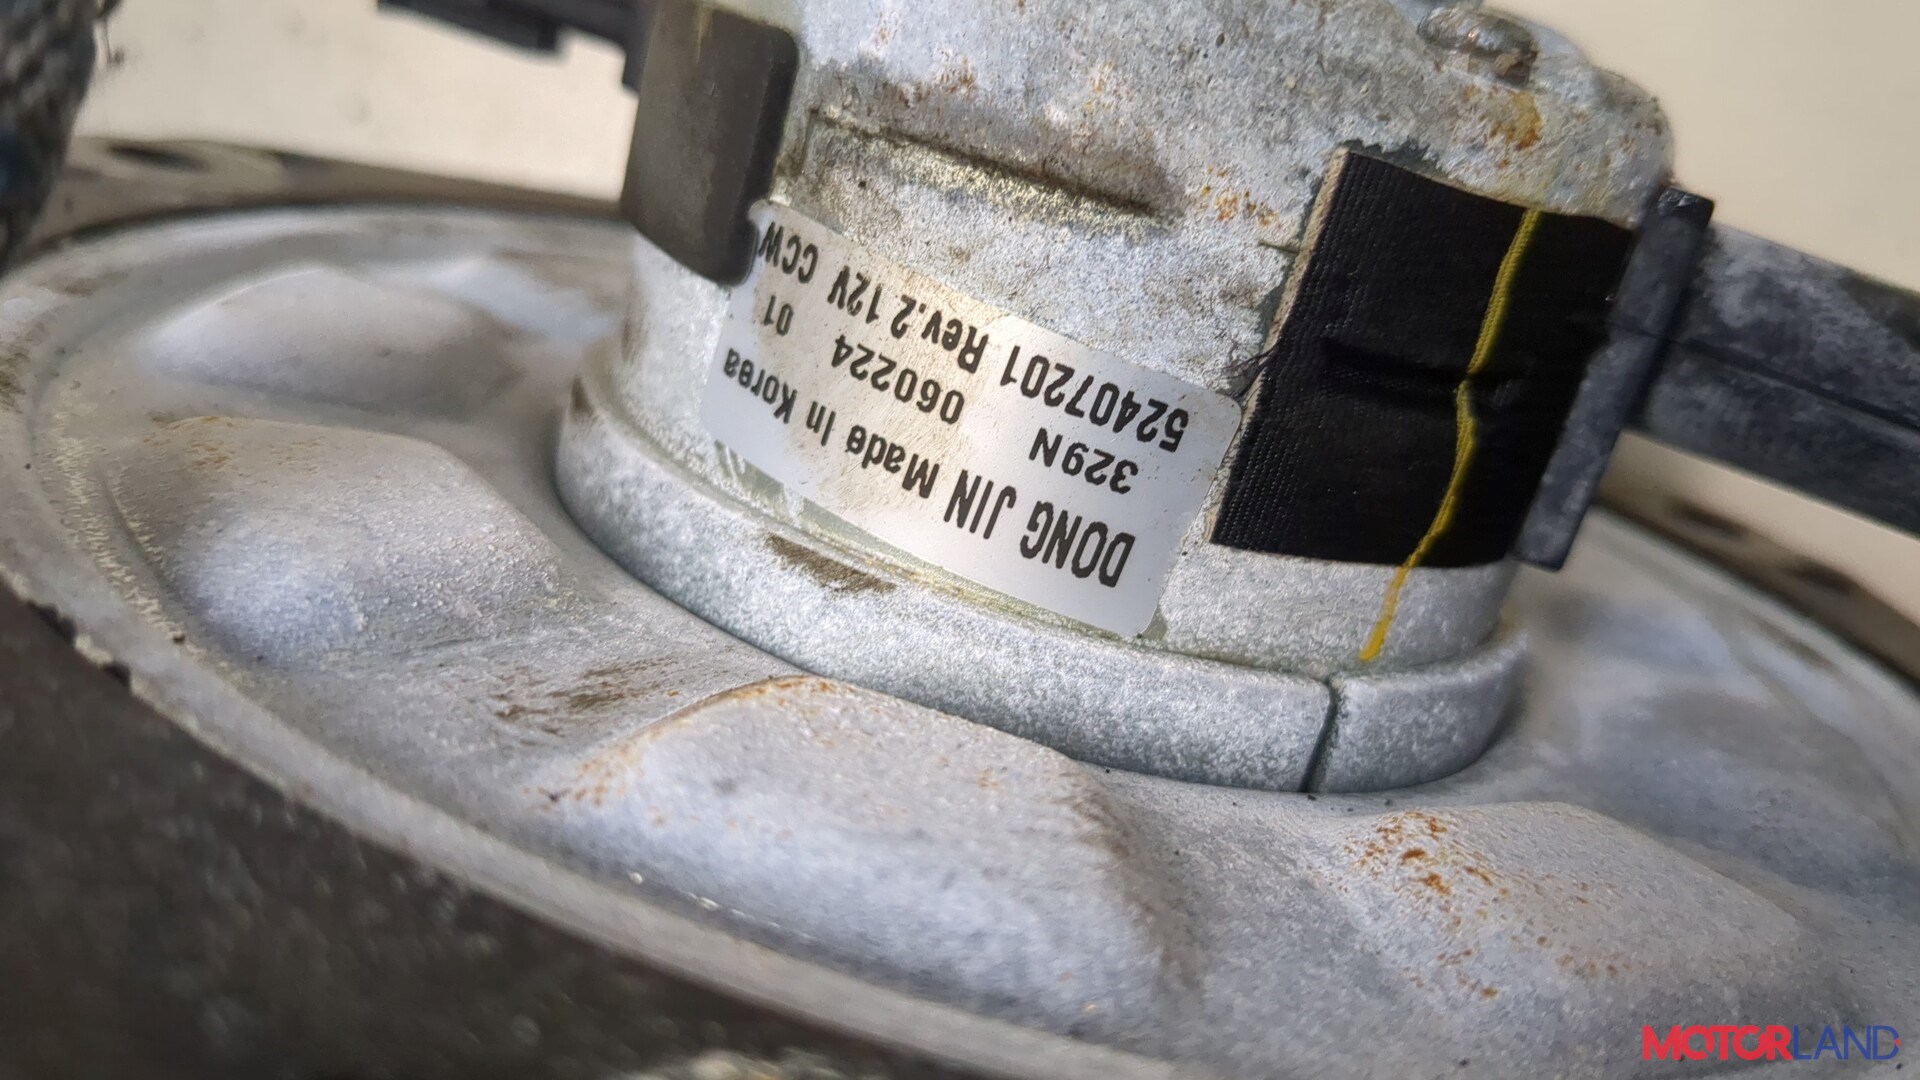 DONG JIN Made In Korea
329N 060224 01
52407201 Rev.2 12V CCW
MOTORLAND